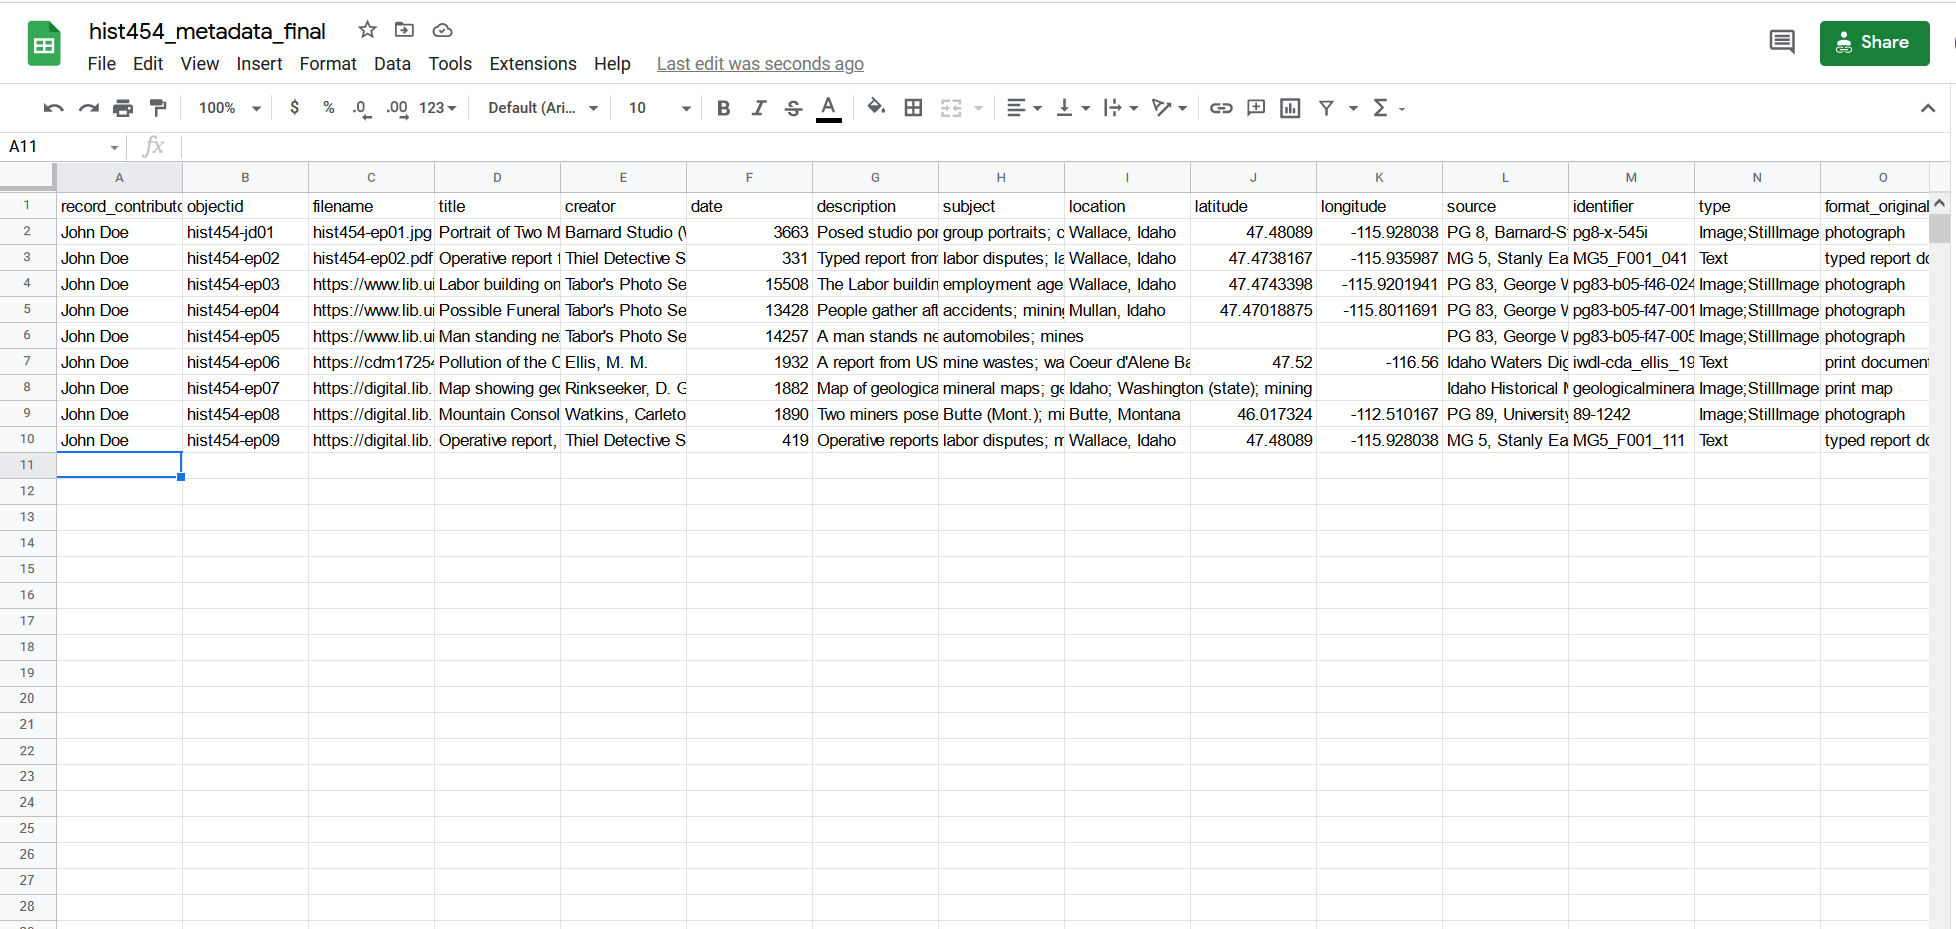 hist454_metadata_final
File Edit View Insert Format Data Tools Extensions Help Last edit was seconds ago
Share
100% $ % .0 .00 123 Default (Ari... 10 B I S A Σ
A11 fx
A B C D E F G H I J K L M N O
1 record_contributo objectid filename title creator date description subject location latitude longitude source identifier type format_original
2 John Doe hist454-jd01 hist454-ep01.jpg Portrait of Two M Barnard Studio (W 3663 Posed studio por group portraits; c Wallace, Idaho 47.48089 -115.928038 PG 8, Barnard-S pg8-x-545i Image;StillImage photograph
3 John Doe hist454-ep02 hist454-ep02.pdf Operative report f Thiel Detective S 331 Typed report from labor disputes; la Wallace, Idaho 47.4738167 -115.935987 MG 5, Stanly Ea MG5_F001_041 Text typed report do
4 John Doe hist454-ep03 https://www.lib.ui Labor building on Tabor's Photo Se 15508 The Labor buildin employment age Wallace, Idaho 47.4743398 -115.9201941 PG 83, George W pg83-b05-f46-024 Image;StillImage photograph
5 John Doe hist454-ep04 https://www.lib.ui Possible Funeral Tabor's Photo Se 13428 People gather aft accidents; mining Mullan, Idaho 47.47018875 -115.8011691 PG 83, George W pg83-b05-f47-001 Image;StillImage photograph
6 John Doe hist454-ep05 https://www.lib.ui Man standing ne Tabor's Photo Se 14257 A man stands ne automobiles; mines PG 83, George W pg83-b05-f47-005 Image;StillImage photograph
7 John Doe hist454-ep06 https://cdm1725 Pollution of the C Ellis, M. M. 1932 A report from US mine wastes; wa Coeur d'Alene Ba 47.52 -116.56 Idaho Waters Dig iwdl-cda_ellis_19 Text print document
8 John Doe hist454-ep07 https://digital.lib. Map showing geo Rinkseeker, D. G 1882 Map of geologica mineral maps; ge Idaho; Washington (state); mining Idaho Historical M geologicalminera Image;StillImage print map
9 John Doe hist454-ep08 https://digital.lib. Mountain Consol Watkins, Carleto 1890 Two miners pose Butte (Mont.); mi Butte, Montana 46.017324 -112.510167 PG 89, University 89-1242 Image;StillImage photograph
10 John Doe hist454-ep09 https://digital.lib. Operative report, Thiel Detective S 419 Operative reports labor disputes; m Wallace, Idaho 47.48089 -115.928038 MG 5, Stanly Ea MG5_F001_111 Text typed report do
11
12
13
14
15
16
17
18
19
20
21
22
23
24
25
26
27
28